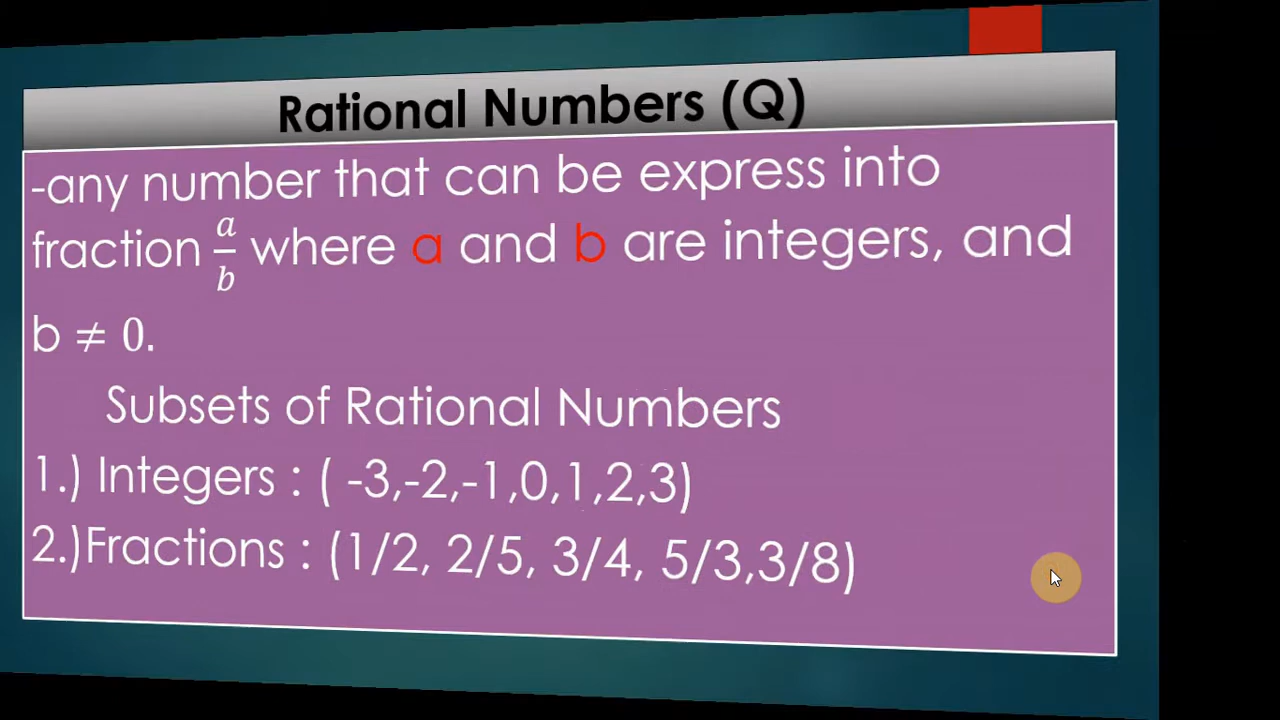 Rational Numbers (Q)
-any number that can be express into
fraction a/b where a and b are integers, and
b ≠ 0.
Subsets of Rational Numbers
1.) Integers : ( -3,-2,-1,0,1,2,3)
2.)Fractions : (1/2, 2/5, 3/4, 5/3,3/8)